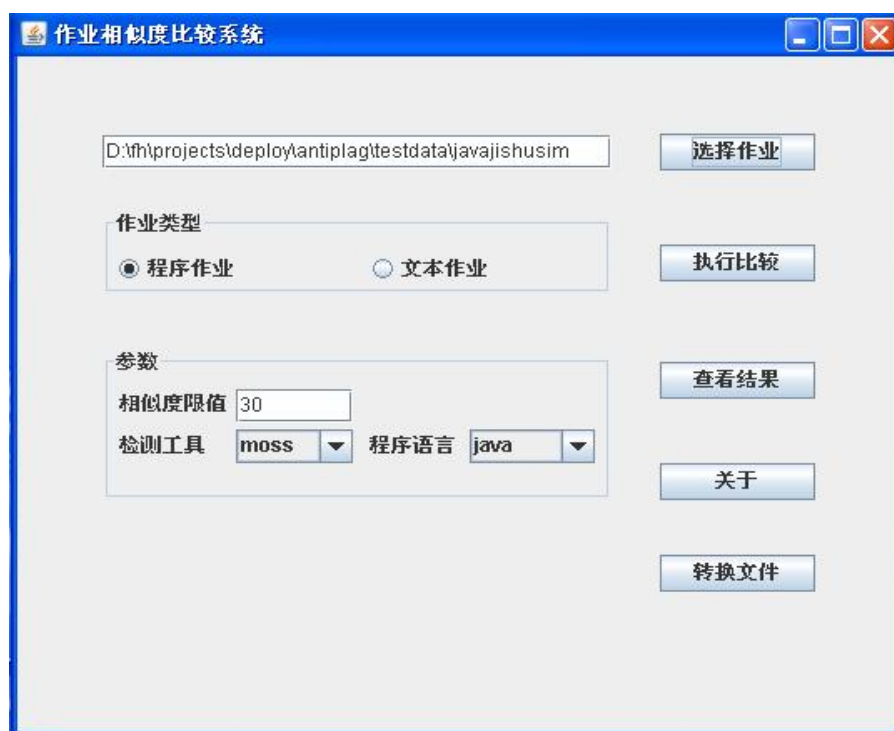 作业相似度比较系统
D:\fh\projects\deploy\antiplag\testdata\javajishusim
选择作业
作业类型
程序作业 文本作业
执行比较
参数
查看结果
相似度限值 30
检测工具 moss 程序语言 java
关于
转换文件